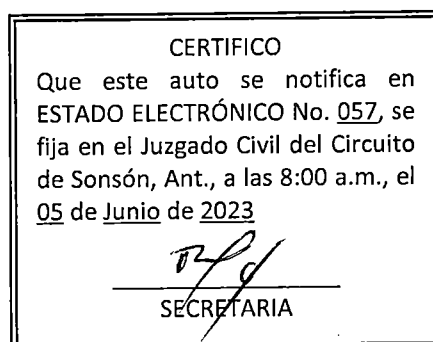 CERTIFICO
Que este auto se notifica en
ESTADO ELECTRÓNICO No. 057, se
fija en el Juzgado Civil del Circuito
de Sonsón, Ant., a las 8:00 a.m., el
05 de Junio de 2023
SECRETARIA